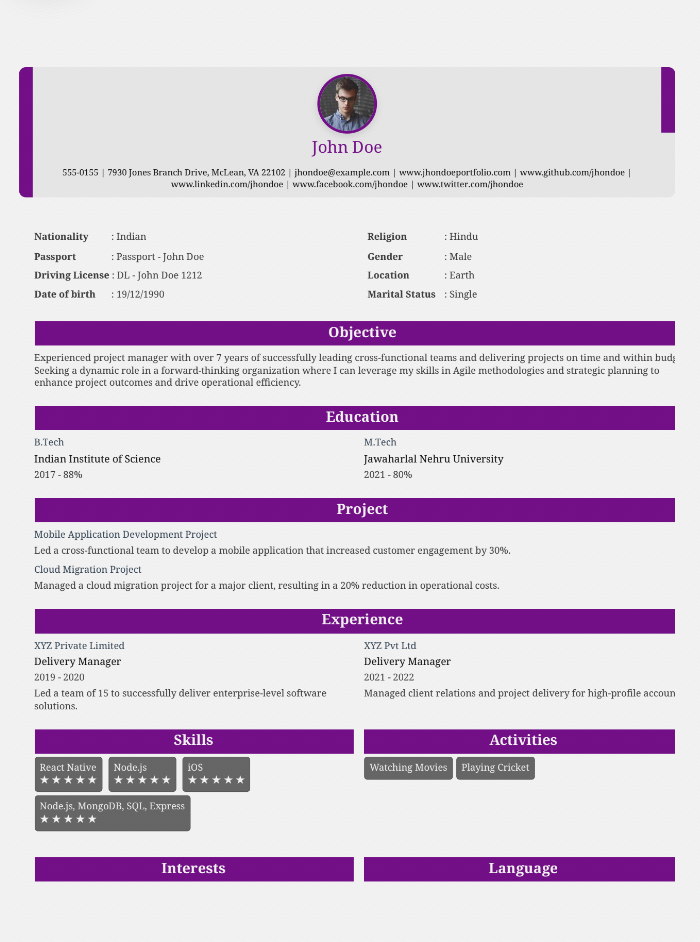 John Doe
555-0155 | 7930 Jones Branch Drive, McLean, VA 22102 | jhondoe@example.com | www.jhondoeportfolio.com | www.github.com/jhondoe |
www.linkedin.com/jhondoe | www.facebook.com/jhondoe | www.twitter.com/jhondoe
Nationality : Indian
Passport : Passport - John Doe
Driving License : DL - John Doe 1212
Date of birth : 19/12/1990
Religion : Hindu
Gender : Male
Location : Earth
Marital Status : Single
Objective
Experienced project manager with over 7 years of successfully leading cross-functional teams and delivering projects on time and within
Seeking a dynamic role in a forward-thinking organization where I can leverage my skills in Agile methodologies and strategic planning to
enhance project outcomes and drive operational efficiency.
Education
B.Tech
Indian Institute of Science
2017 - 88%
M.Tech
Jawaharlal Nehru University
2021 - 80%
Project
Mobile Application Development Project
Led a cross-functional team to develop a mobile application that increased customer engagement by 30%.
Cloud Migration Project
Managed a cloud migration project for a major client, resulting in a 20% reduction in operational costs.
Experience
XYZ Private Limited
Delivery Manager
2019 - 2020
Led a team of 15 to successfully deliver enterprise-level software
solutions.
XYZ Pvt Ltd
Delivery Manager
2021 - 2022
Managed client relations and project delivery for high-profile accoun
Skills
React Native
★★★★★
Node.js
★★★★★
iOS
★★★★★
Node.js, MongoDB, SQL, Express
★★★★★
Activities
Watching Movies
Playing Cricket
Interests
Language